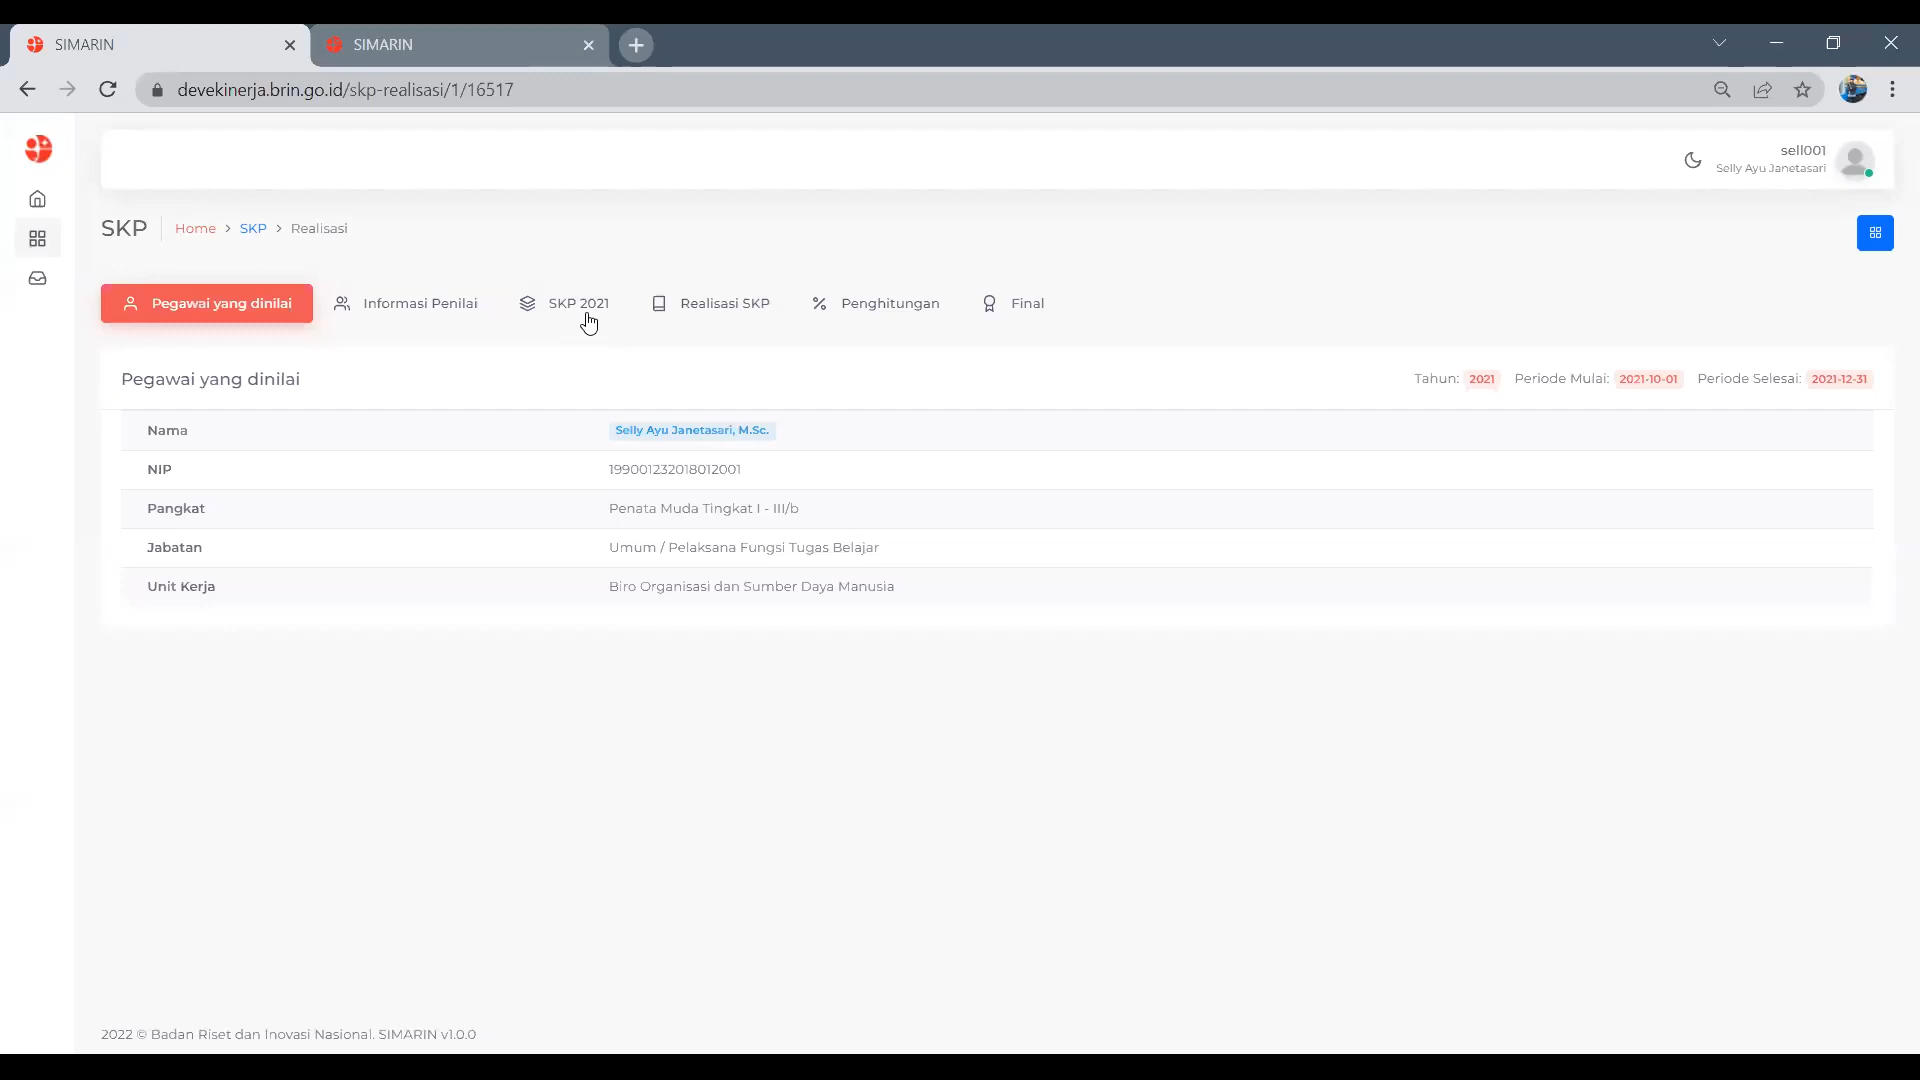 SIMARIN
SIMARIN
devekinerja.brin.go.id/skp-realisasi/1/16517
sell001
Selly Ayu Janetasari
SKP Home > SKP > Realisasi
Pegawai yang dinilai Informasi Penilai SKP 2021 Realisasi SKP Penghitungan Final
Pegawai yang dinilai Tahun: 2021 Periode Mulai: 2021-10-01 Periode Selesai: 2021-12-31
Nama Selly Ayu Janetasari, M.Sc.
NIP 199001232018012001
Pangkat Penata Muda Tingkat I - III/b
Jabatan Umum / Pelaksana Fungsi Tugas Belajar
Unit Kerja Biro Organisasi dan Sumber Daya Manusia
2022 © Badan Riset dan Inovasi Nasional. SIMARIN v1.0.0